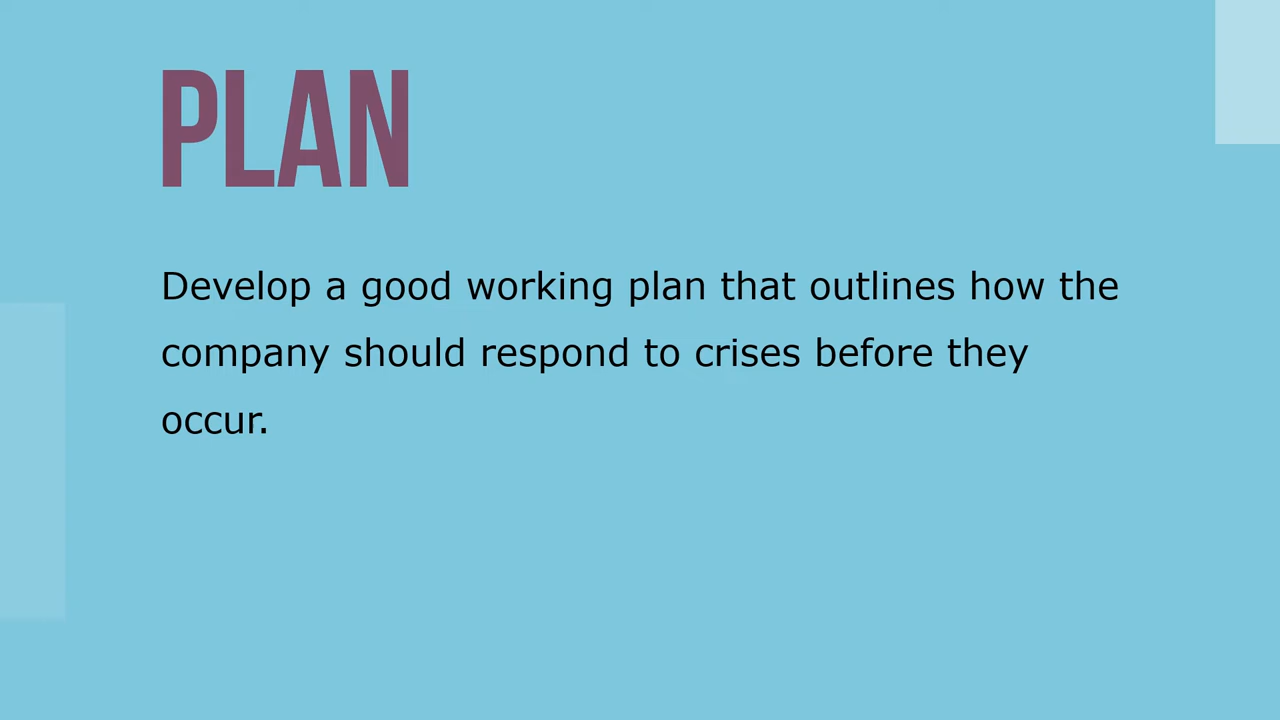 PLAN
Develop a good working plan that outlines how the
company should respond to crises before they
occur.